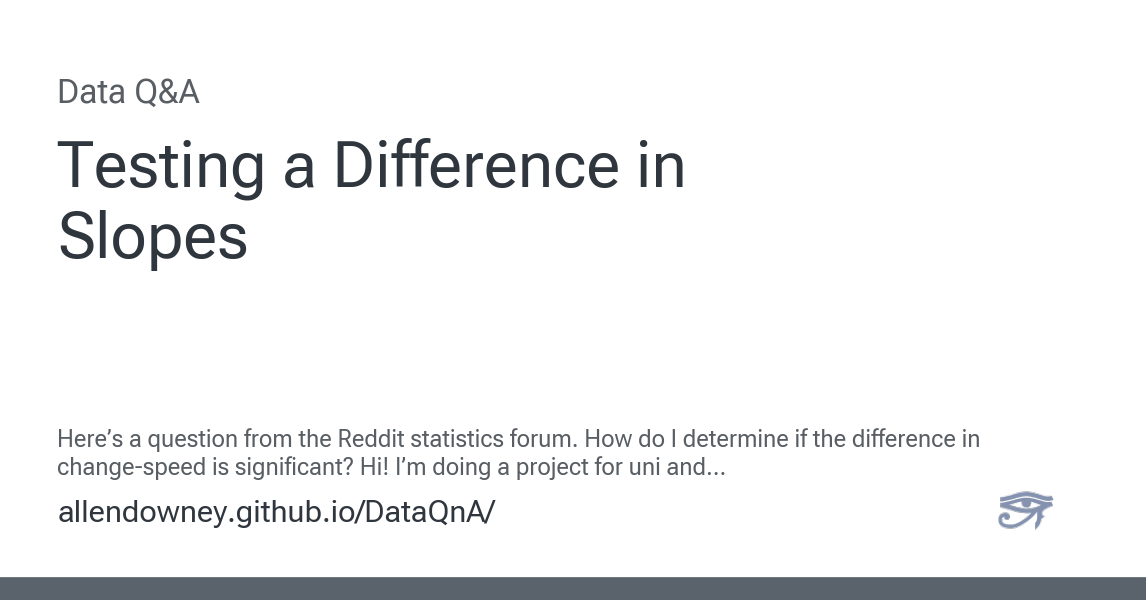 Data Q&A
Testing a Difference in
Slopes
Here’s a question from the Reddit statistics forum. How do I determine if the difference in
change-speed is significant? Hi! I’m doing a project for uni and...
allendowney.github.io/DataQnA/